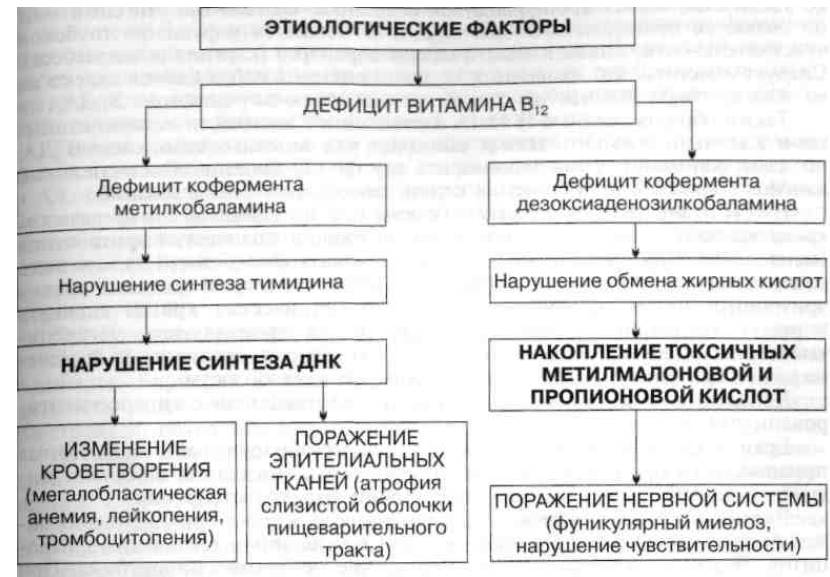 ЭТИОЛОГИЧЕСКИЕ ФАКТОРЫ
ДЕФИЦИТ ВИТАМИНА B12
Дефицит кофермента
метилкобаламина
Нарушение синтеза тимидина
НАРУШЕНИЕ СИНТЕЗА ДНК
ИЗМЕНЕНИЕ
КРОВЕТВОРЕНИЯ
(мегалобластическая
анемия, лейкопения,
тромбоцитопения)
ПОРАЖЕНИЕ
ЭПИТЕЛИАЛЬНЫХ
ТКАНЕЙ (атрофия
слизистой оболочки
пищеварительного
тракта)
Дефицит кофермента
дезоксиаденозилкобаламина
Нарушение обмена жирных кислот
НАКОПЛЕНИЕ ТОКСИЧНЫХ
МЕТИЛМАЛОНОВОЙ И
ПРОПИОНОВОЙ КИСЛОТ
ПОРАЖЕНИЕ НЕРВНОЙ СИСТЕМЫ
(фуникулярный миелоз,
нарушение чувствительности)